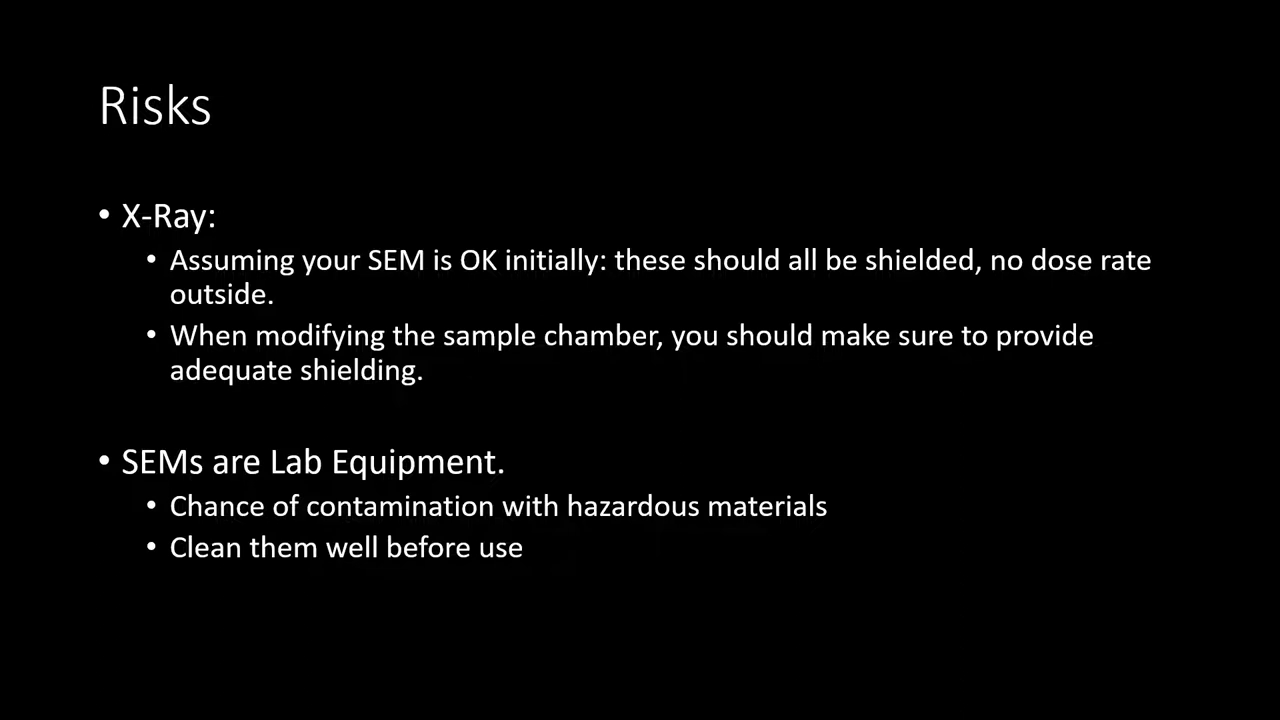 Risks
• X-Ray:
• Assuming your SEM is OK initially: these should all be shielded, no dose rate
outside.
• When modifying the sample chamber, you should make sure to provide
adequate shielding.
• SEMs are Lab Equipment.
• Chance of contamination with hazardous materials
• Clean them well before use